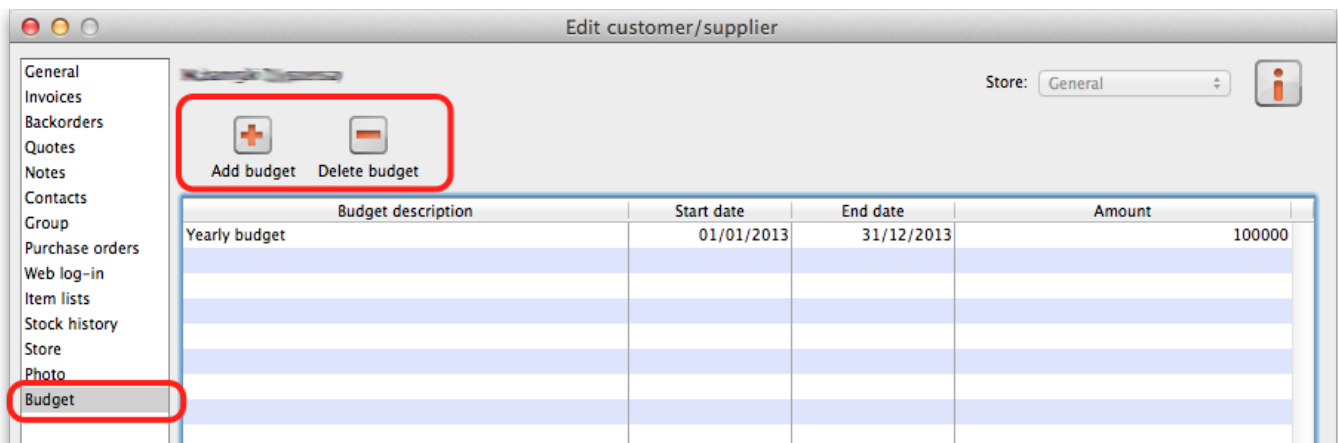 Edit customer/supplier
General
Invoices
Backorders
Quotes
Notes
Contacts
Group
Purchase orders
Web log-in
Item lists
Stock history
Store
Photo
Budget
Store: General
Add budget Delete budget
Budget description Start date End date Amount
Yearly budget 01/01/2013 31/12/2013 100000